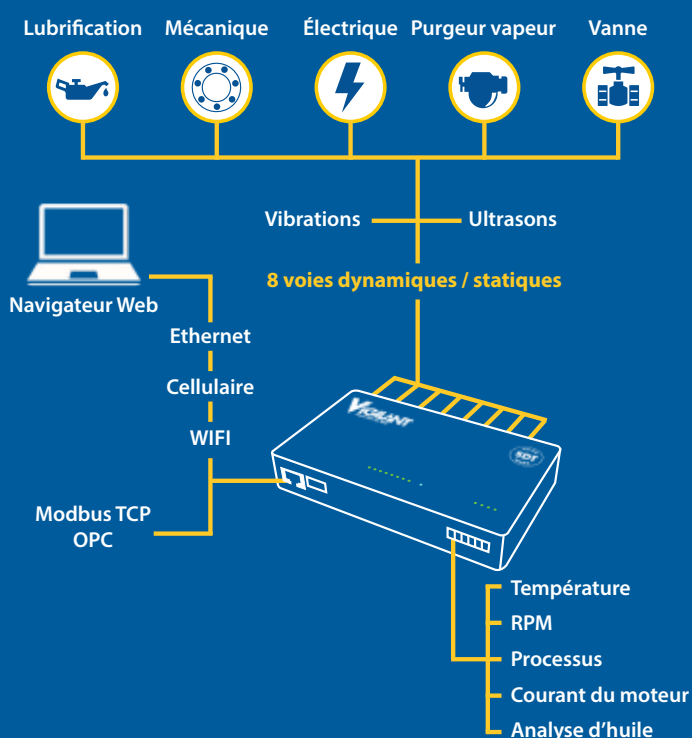 Lubrification Mécanique Électrique Purgeur vapeur Vanne
Vibrations Ultrasons
8 voies dynamiques / statiques
Navigateur Web
Ethernet
Cellulaire
WIFI
Modbus TCP
OPC
VIGILANT
SDT
Température
RPM
Processus
Courant du moteur
Analyse d’huile